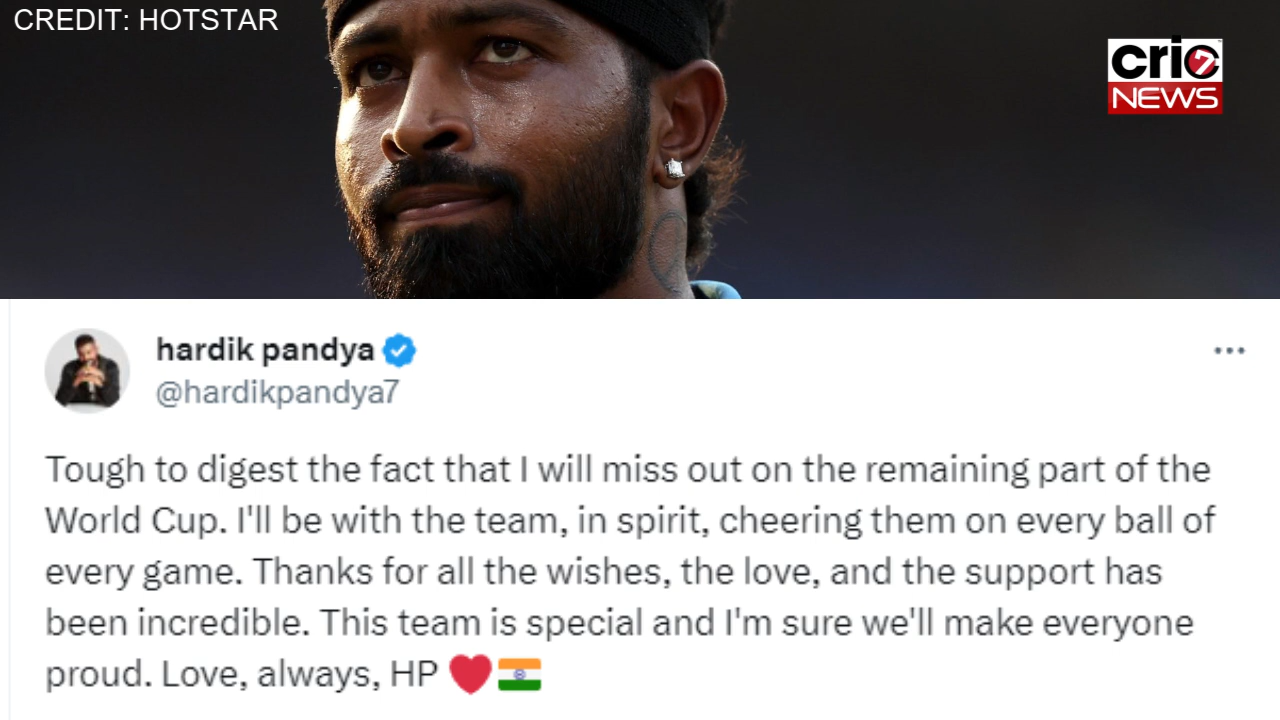 CREDIT: HOTSTAR
cric7
NEWS
hardik pandya
@hardikpandya7
Tough to digest the fact that I will miss out on the remaining part of the
World Cup. I'll be with the team, in spirit, cheering them on every ball of
every game. Thanks for all the wishes, the love, and the support has
been incredible. This team is special and I'm sure we'll make everyone
proud. Love, always, HP ❤️🇮🇳